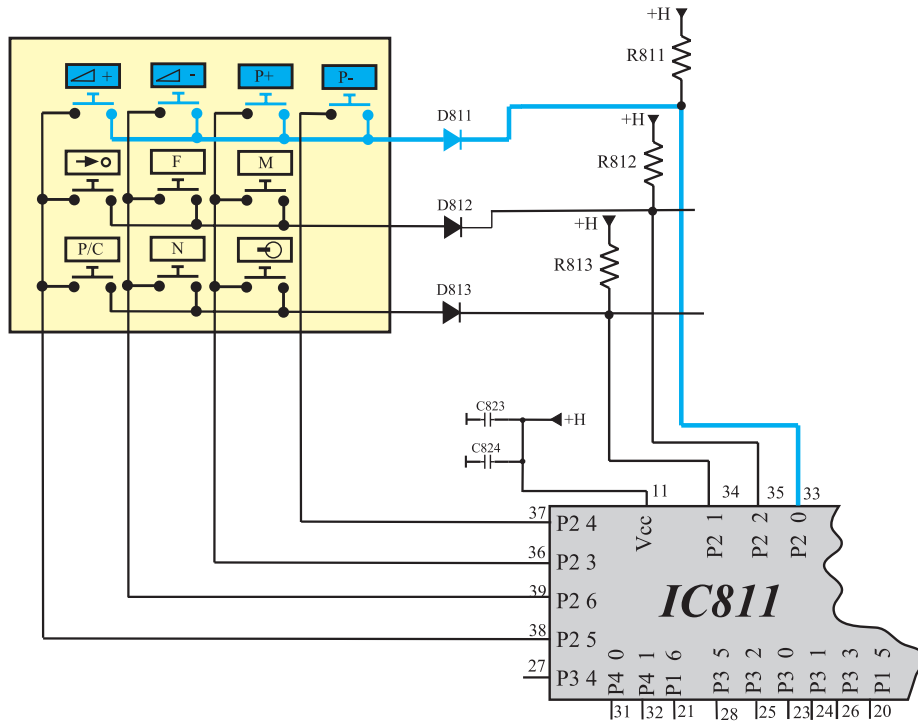 +H
R811
+
-
P+
P-
D811
+H
R812
F
M
D812
+H
R813
P/C
N
D813
C823
+H
C824
11
34
35
33
37
P2 4
Vcc
P2 1
P2 2
P2 0
36
P2 3
39
P2 6
IC811
38
P2 5
27
P3 4
P4 0
P4 1
P1 6
P3 5
P3 2
P3 0
P3 1
P3 3
P1 5
31
32
21
28
25
23
24
26
20